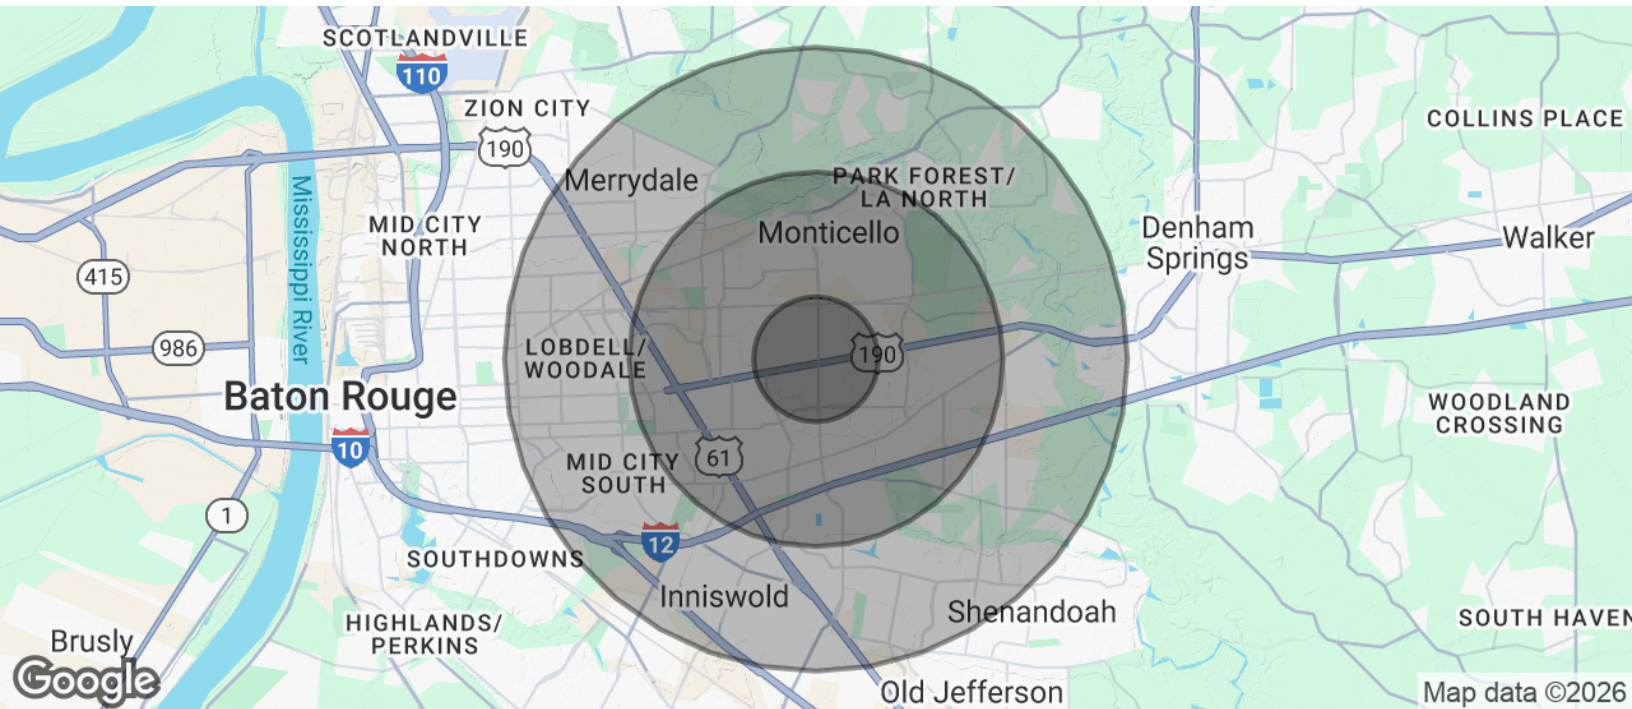 SCOTLANDVILLE
110
ZION CITY
190
COLLINS PLACE
Merrydale
PARK FOREST/
LA NORTH
MID CITY
NORTH
Monticello
Denham
Springs
Walker
Mississippi River
415
986
LOBDELL/
WOODALE
190
Baton Rouge
WOODLAND
CROSSING
10
61
MID CITY
SOUTH
1
12
SOUTHDOWNS
Inniswold
Shenandoah
HIGHLANDS/
PERKINS
SOUTH HAVEN
Brusly
Google
Old Jefferson
Map data ©2026